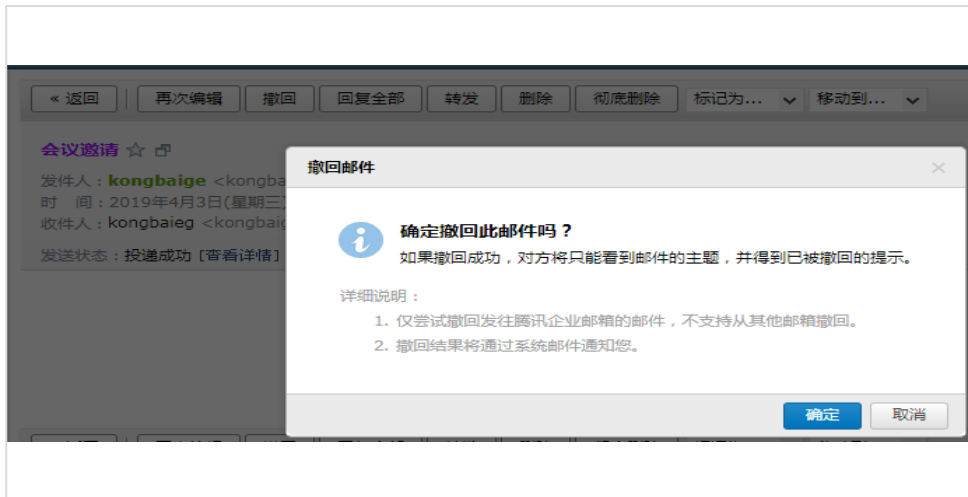 « 返回 再次编辑 撤回 回复全部 转发 删除 彻底删除 标记为... 移动到...
会议邀请
发件人：kongbaige <kongba
时 间：2019年4月3日(星期三)
收件人：kongbaieg <kongbaig
发送状态：投递成功 [查看详情]
撤回邮件
确定撤回此邮件吗？
如果撤回成功，对方将只能看到邮件的主题，并得到已被撤回的提示。
详细说明：
1. 仅尝试撤回发往腾讯企业邮箱的邮件，不支持从其他邮箱撤回。
2. 撤回结果将通过系统邮件通知您。
确定 取消